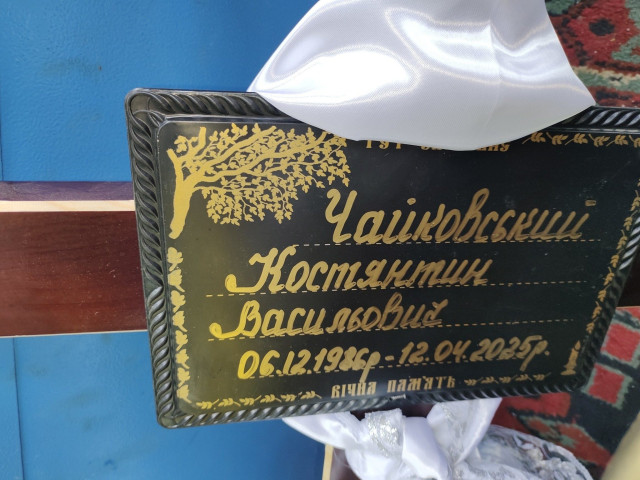 Чайковський
Костянтин
Васильович
06.12.1986р-12.04.2025р.
ВІЧНА ПАМЯТЬ